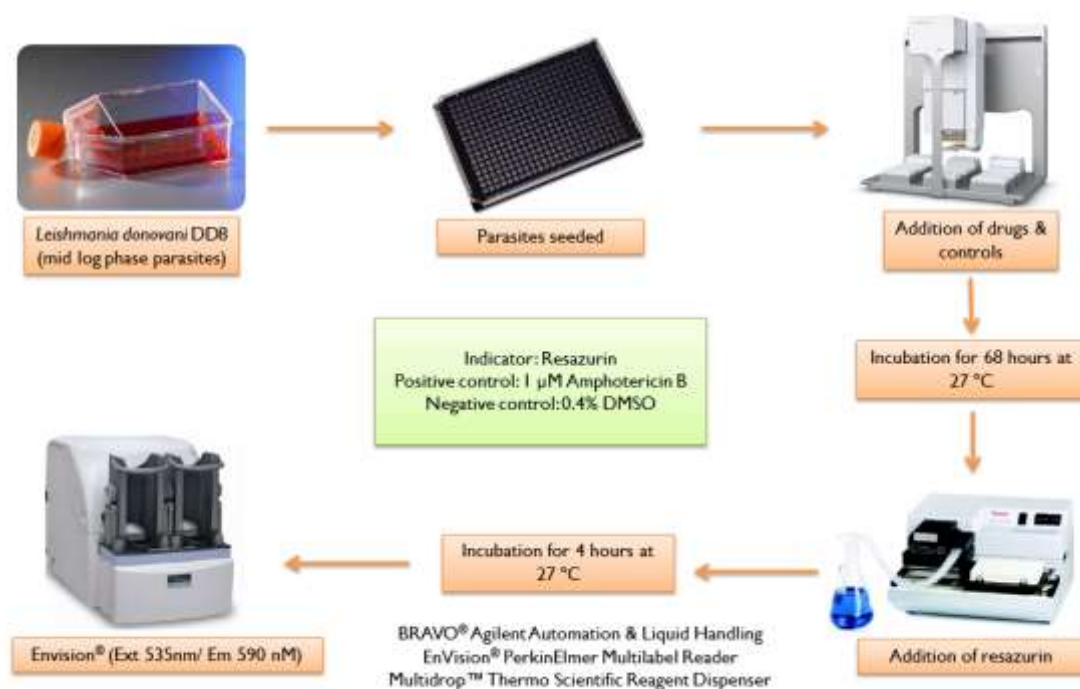 Leishmania donovani DD8
(mid log phase parasites)
Parasites seeded
Addition of drugs &
controls
Indicator: Resazurin
Positive control: 1 µM Amphotericin B
Negative control:0.4% DMSO
Incubation for 68 hours at
27 °C
Incubation for 4 hours at
27 °C
Envision® (Ext 535nm/ Em 590 nM)
BRAVO® Agilent Automation & Liquid Handling
EnVision® PerkinElmer Multilabel Reader
Multidrop™ Thermo Scientific Reagent Dispenser
Addition of resazurin